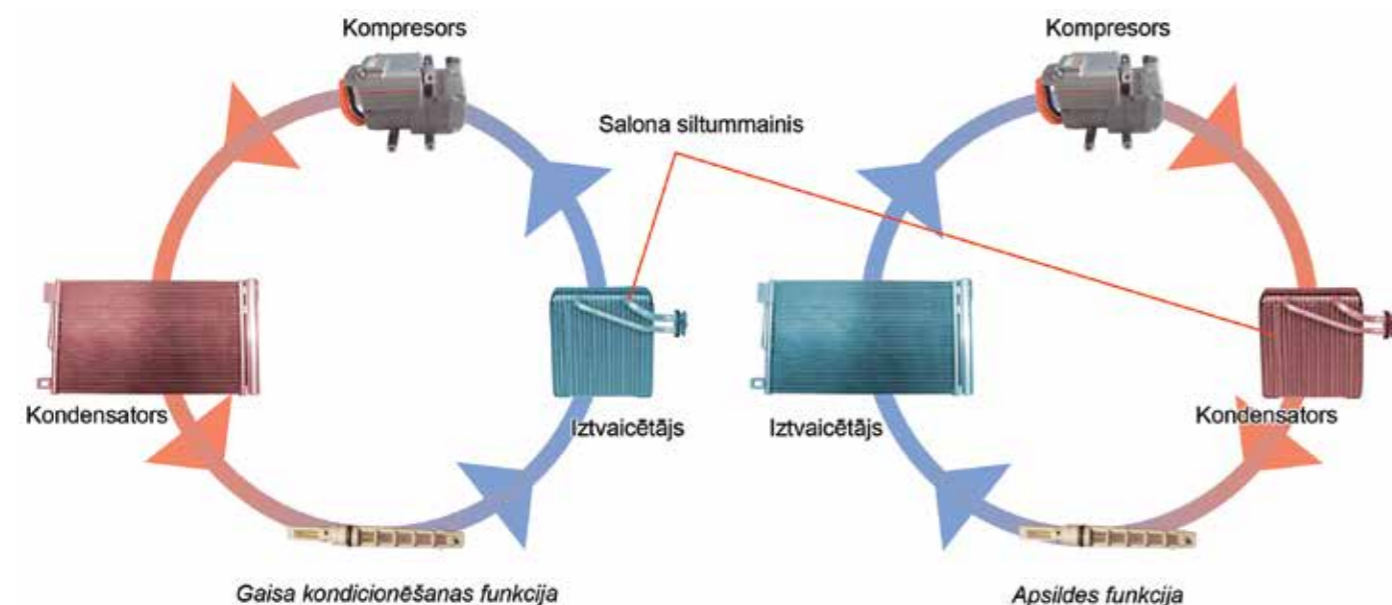 Kompresors
Kompresors
Salona siltummainis
Kondensators
Iztvaicētājs
Iztvaicētājs
Kondensators
Gaisa kondicionēšanas funkcija
Apsildes funkcija